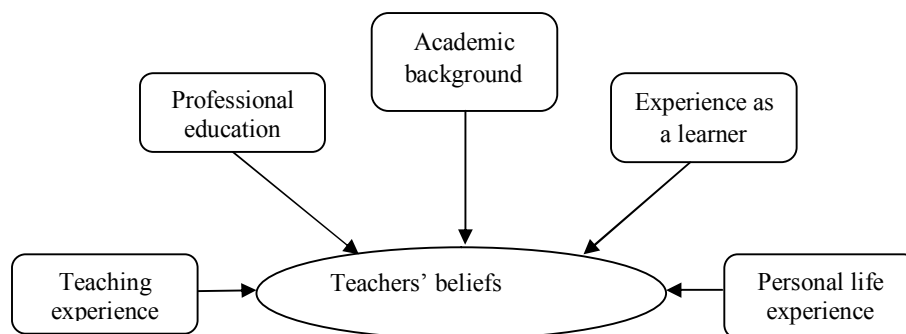 Academic
background
Professional
education
Experience as
a learner
Teaching
experience
Teachers’ beliefs
Personal life
experience